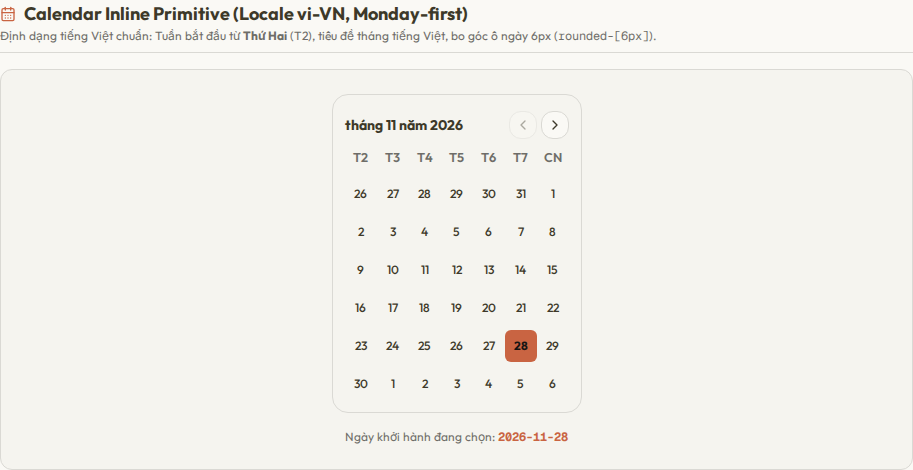 Calendar Inline Primitive (Locale vi-VN, Monday-first)
Định dạng tiếng Việt chuẩn: Tuần bắt đầu từ Thứ Hai (T2), tiêu đề tháng tiếng Việt, bo góc ô ngày 6px (rounded-[6px]).
tháng 11 năm 2026
T2 T3 T4 T5 T6 T7 CN
26 27 28 29 30 31 1
2 3 4 5 6 7 8
9 10 11 12 13 14 15
16 17 18 19 20 21 22
23 24 25 26 27 28 29
30 1 2 3 4 5 6
Ngày khởi hành đang chọn: 2026-11-28